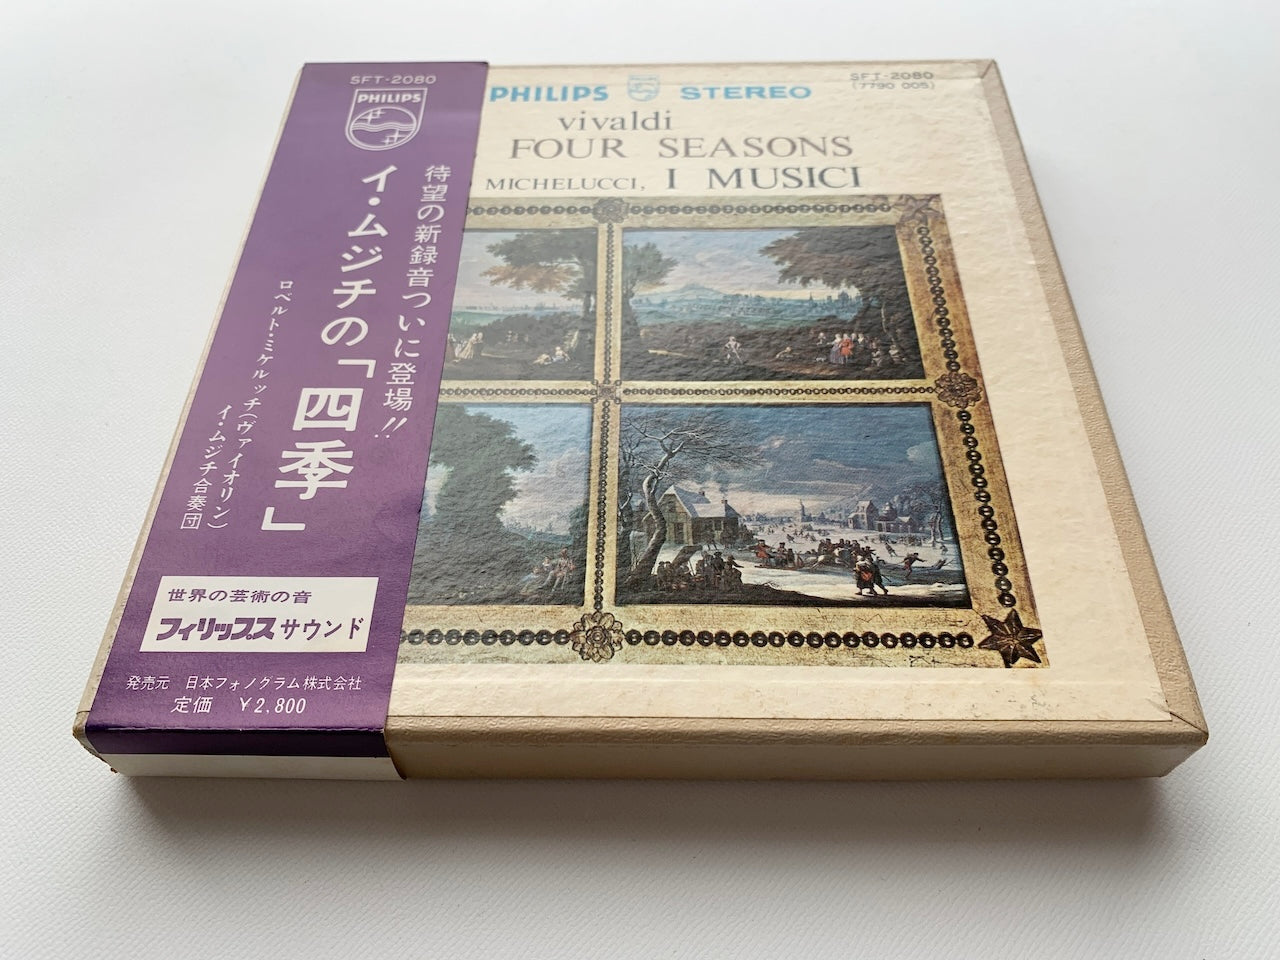 SFT-2080
PHILIPS
待望の新録音ついに登場!!
イ・ムジチの「四季」
ロベルト・ミケルッチ(ヴァイオリン)
イ・ムジチ合奏団
世界の芸術の音
フィリップス サウンド
発売元 日本フォノグラム株式会社
定価 ¥2,800
PHILIPS STEREO
SFT-2080
(7790 005)
vivaldi
FOUR SEASONS
MICHELUCCI, I MUSICI